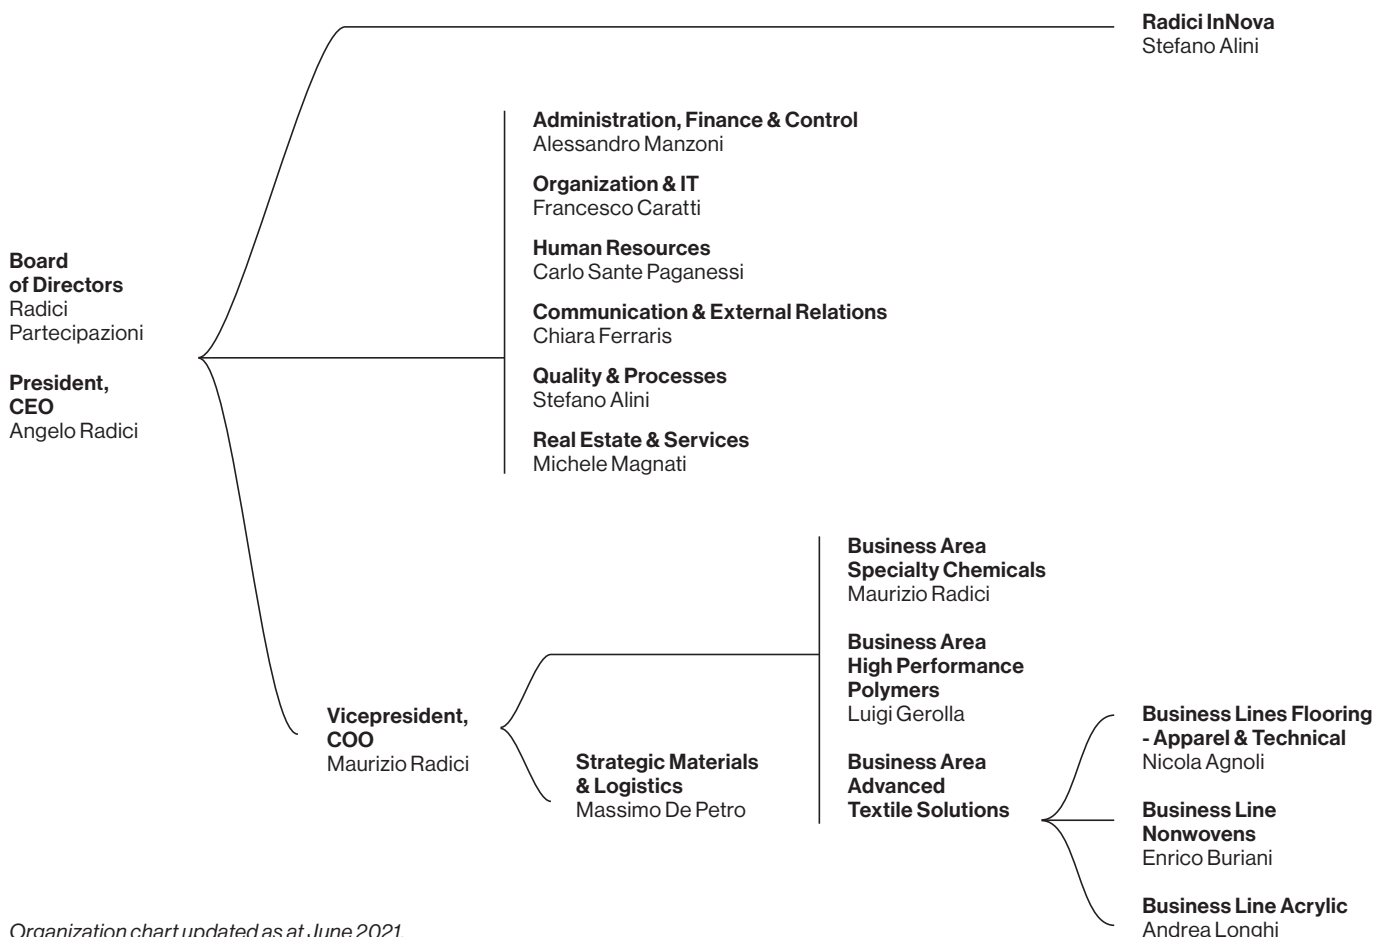 Radici InNova
Stefano Alini
Administration, Finance & Control
Alessandro Manzoni
Organization & IT
Francesco Caratti
Human Resources
Carlo Sante Paganessi
Communication & External Relations
Chiara Ferraris
Quality & Processes
Stefano Alini
Real Estate & Services
Michele Magnati
Board
of Directors
Radici
Partecipazioni
President,
CEO
Angelo Radici
Vicepresident,
COO
Maurizio Radici
Strategic Materials
& Logistics
Massimo De Petro
Business Area
Specialty Chemicals
Maurizio Radici
Business Area
High Performance
Polymers
Luigi Gerolla
Business Area
Advanced
Textile Solutions
Business Lines Flooring
- Apparel & Technical
Nicola Agnoli
Business Line
Nonwovens
Enrico Buriani
Business Line Acrylic
Andrea Longhi
Organization chart updated as at June 2021.